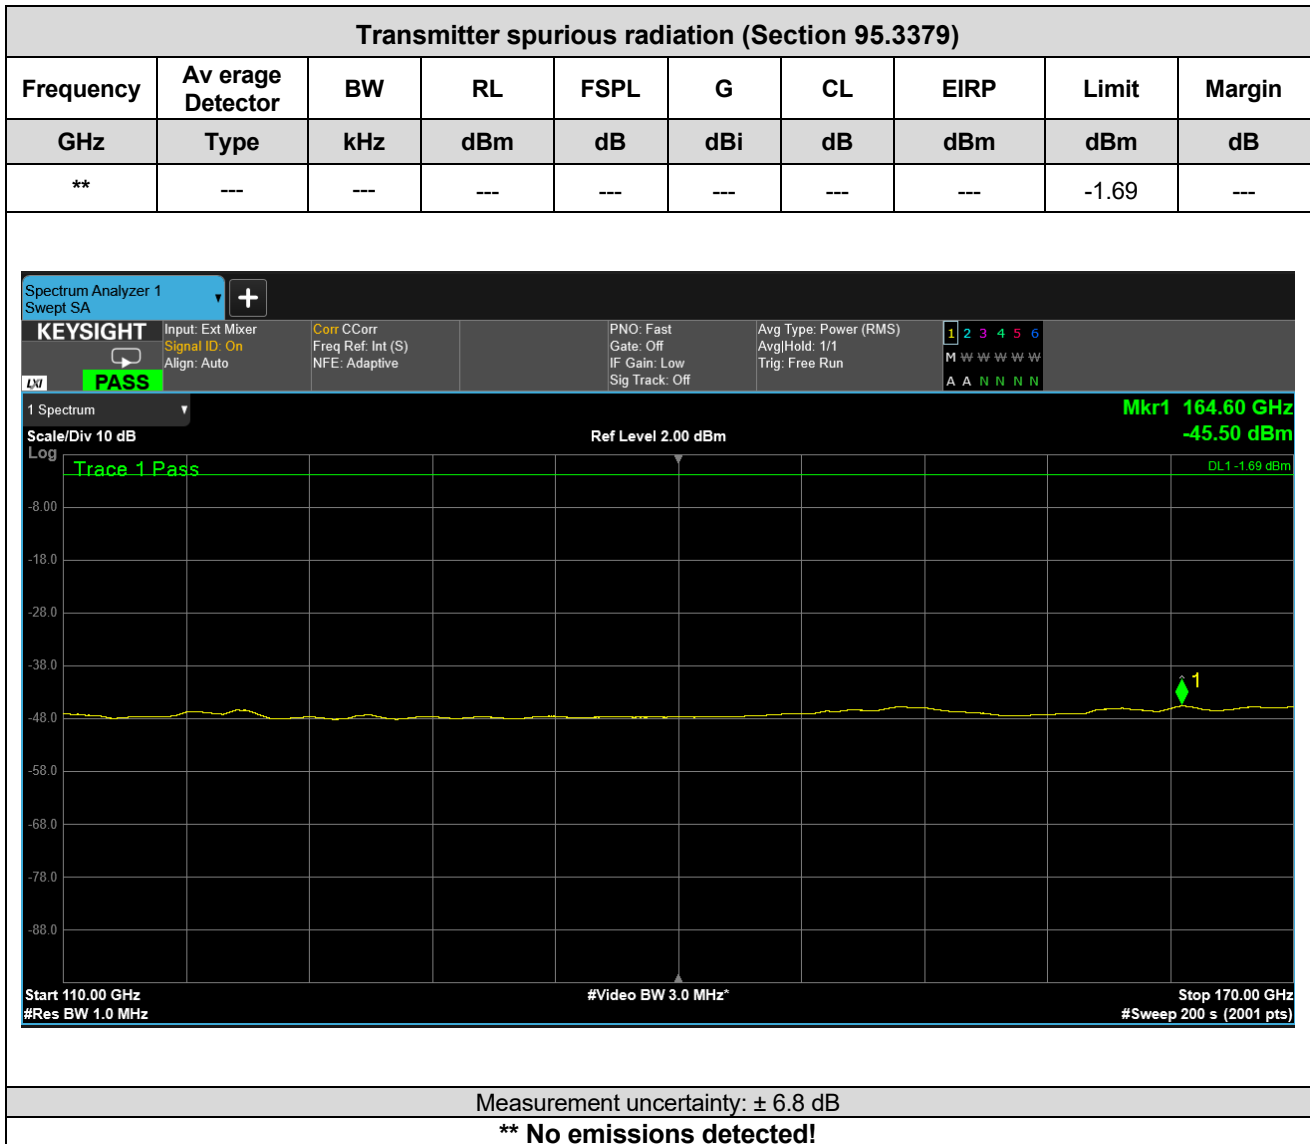 Transmitter spurious radiation (Section 95.3379)
Frequency Av erage Detector BW RL FSPL G CL EIRP Limit Margin
GHz Type kHz dBm dB dBi dB dBm dBm dB
** --- --- --- --- --- --- --- -1.69 ---
Spectrum Analyzer 1
Swept SA
+
KEYSIGHT Input: Ext Mixer Corr CCorr PNO: Fast Avg Type: Power (RMS) 1 2 3 4 5 6
Signal ID: On Freq Ref: Int (S) Gate: Off Avg|Hold: 1/1
Align: Auto NFE: Adaptive IF Gain: Low Trig: Free Run M W W W W W
LXI PASS Sig Track: Off A A N N N N
1 Spectrum
Mkr1 164.60 GHz
Scale/Div 10 dB Ref Level 2.00 dBm -45.50 dBm
Log
Trace 1 Pass DL1 -1.69 dBm
-8.00
-18.0
-28.0
-38.0
1
-48.0
-58.0
-68.0
-78.0
-88.0
Start 110.00 GHz #Video BW 3.0 MHz* Stop 170.00 GHz
#Res BW 1.0 MHz #Sweep 200 s (2001 pts)
Measurement uncertainty: ± 6.8 dB
** No emissions detected!